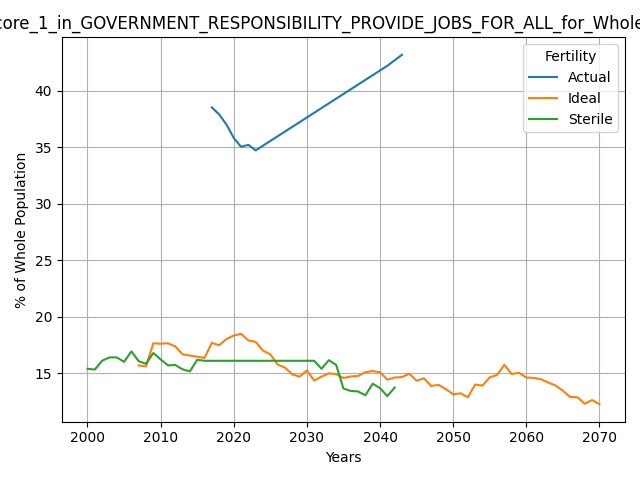 core_1_in_GOVERNMENT_RESPONSIBILITY_PROVIDE_JOBS_FOR_ALL_for_Whole
Fertility
Actual
Ideal
Sterile
% of Whole Population
40
35
30
25
20
15
2000 2010 2020 2030 2040 2050 2060 2070
Years